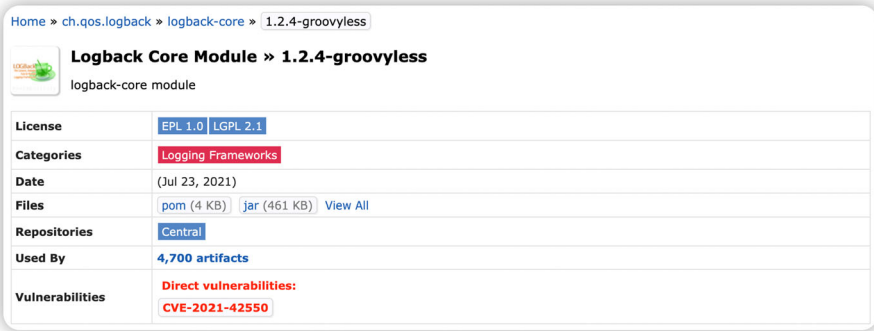 Home » ch.qos.logback » logback-core » 1.2.4-groovyless
Logback Core Module » 1.2.4-groovyless
logback-core module
License EPL 1.0 LGPL 2.1
Categories Logging Frameworks
Date (Jul 23, 2021)
Files pom (4 KB) jar (461 KB) View All
Repositories Central
Used By 4,700 artifacts
Vulnerabilities Direct vulnerabilities:
CVE-2021-42550